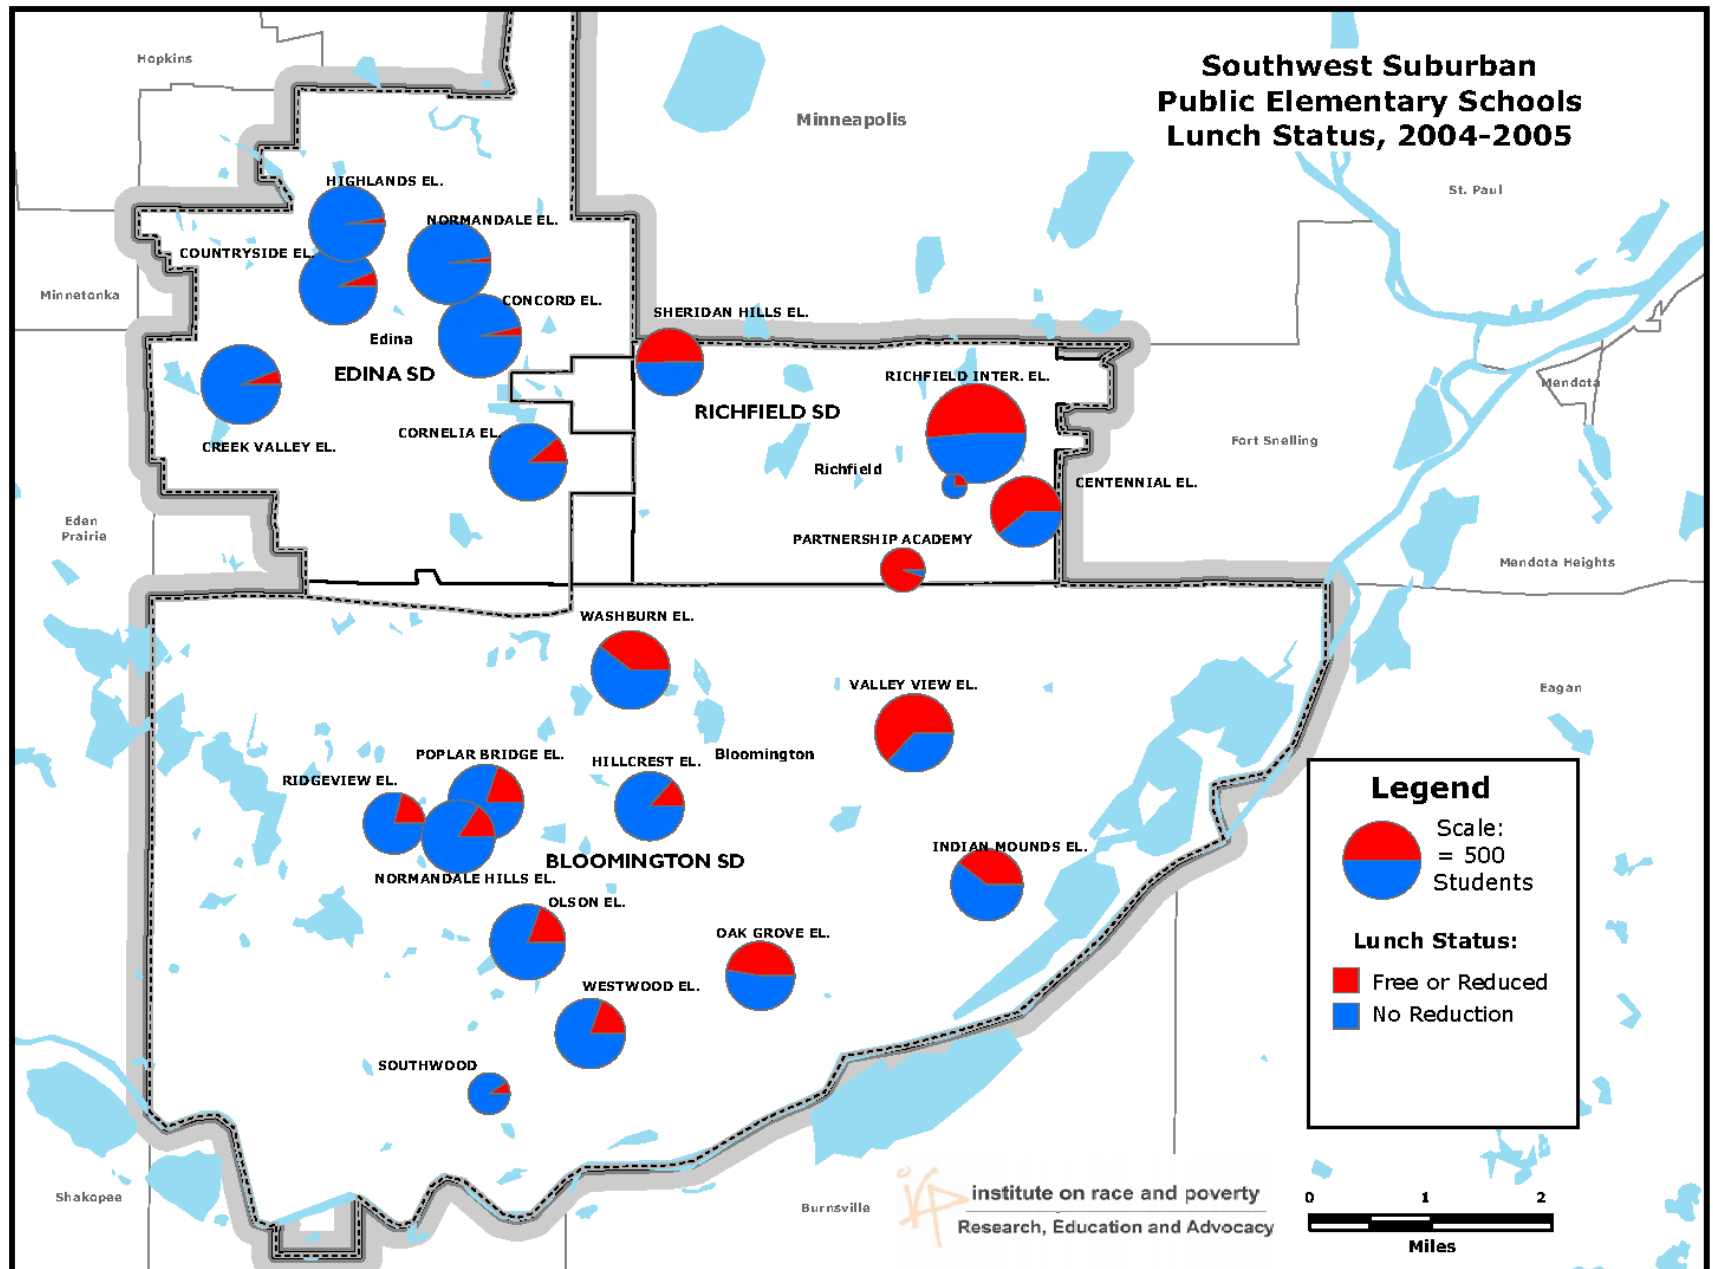 Southwest Suburban
Public Elementary Schools
Lunch Status, 2004-2005
Hopkins
Minneapolis
St. Paul
HIGHLANDS EL.
NORMANDALE EL.
COUNTRYSIDE EL.
Minnetonka
CONCORD EL.
SHERIDAN HILLS EL.
Edina
EDINA SD
RICHFIELD INTER. EL.
Mendota
RICHFIELD SD
CORNELIA EL.
CREEK VALLEY EL.
Fort Snelling
Richfield
CENTENNIAL EL.
Eden
Prairie
PARTNERSHIP ACADEMY
Mendota Heights
WASHBURN EL.
VALLEY VIEW EL.
Eagan
POPLAR BRIDGE EL.
HILLCREST EL.
Bloomington
RIDGEVIEW EL.
INDIAN MOUNDS EL.
BLOOMINGTON SD
NORMANDALE HILLS EL.
OLSON EL.
OAK GROVE EL.
WESTWOOD EL.
SOUTHWOOD
Legend
Scale:
= 500
Students
Lunch Status:
Free or Reduced
No Reduction
Shakopee
Burnsville
institute on race and poverty
Research, Education and Advocacy
0 1 2
Miles